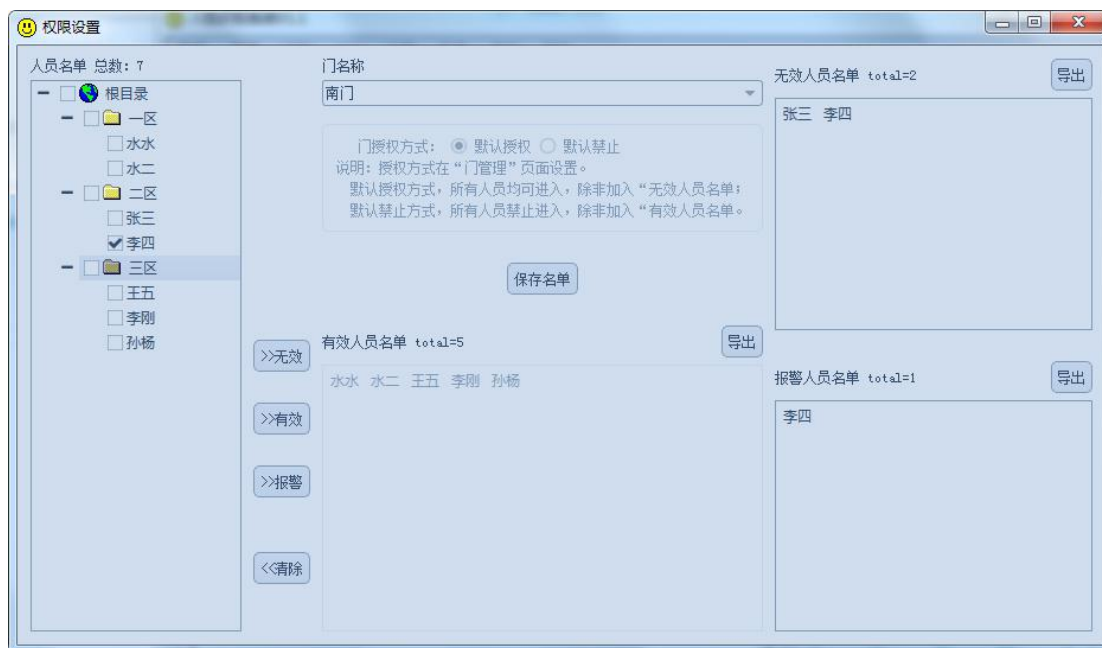 权限设置
人员名单 总数: 7
根目录
一区
水水
水二
二区
张三
李四
三区
王五
李刚
孙杨
门名称
南门
门授权方式: 默认授权 默认禁止
说明: 授权方式在“门管理”页面设置。
默认授权方式,所有人员均可进入,除非加入“无效人员名单;
默认禁止方式,所有人员禁止进入,除非加入“有效人员名单。
保存名单
>>无效
>>有效
>>报警
<<清除
有效人员名单 total=5
导出
水水 水二 王五 李刚 孙杨
无效人员名单 total=2
导出
张三 李四
报警人员名单 total=1
导出
李四